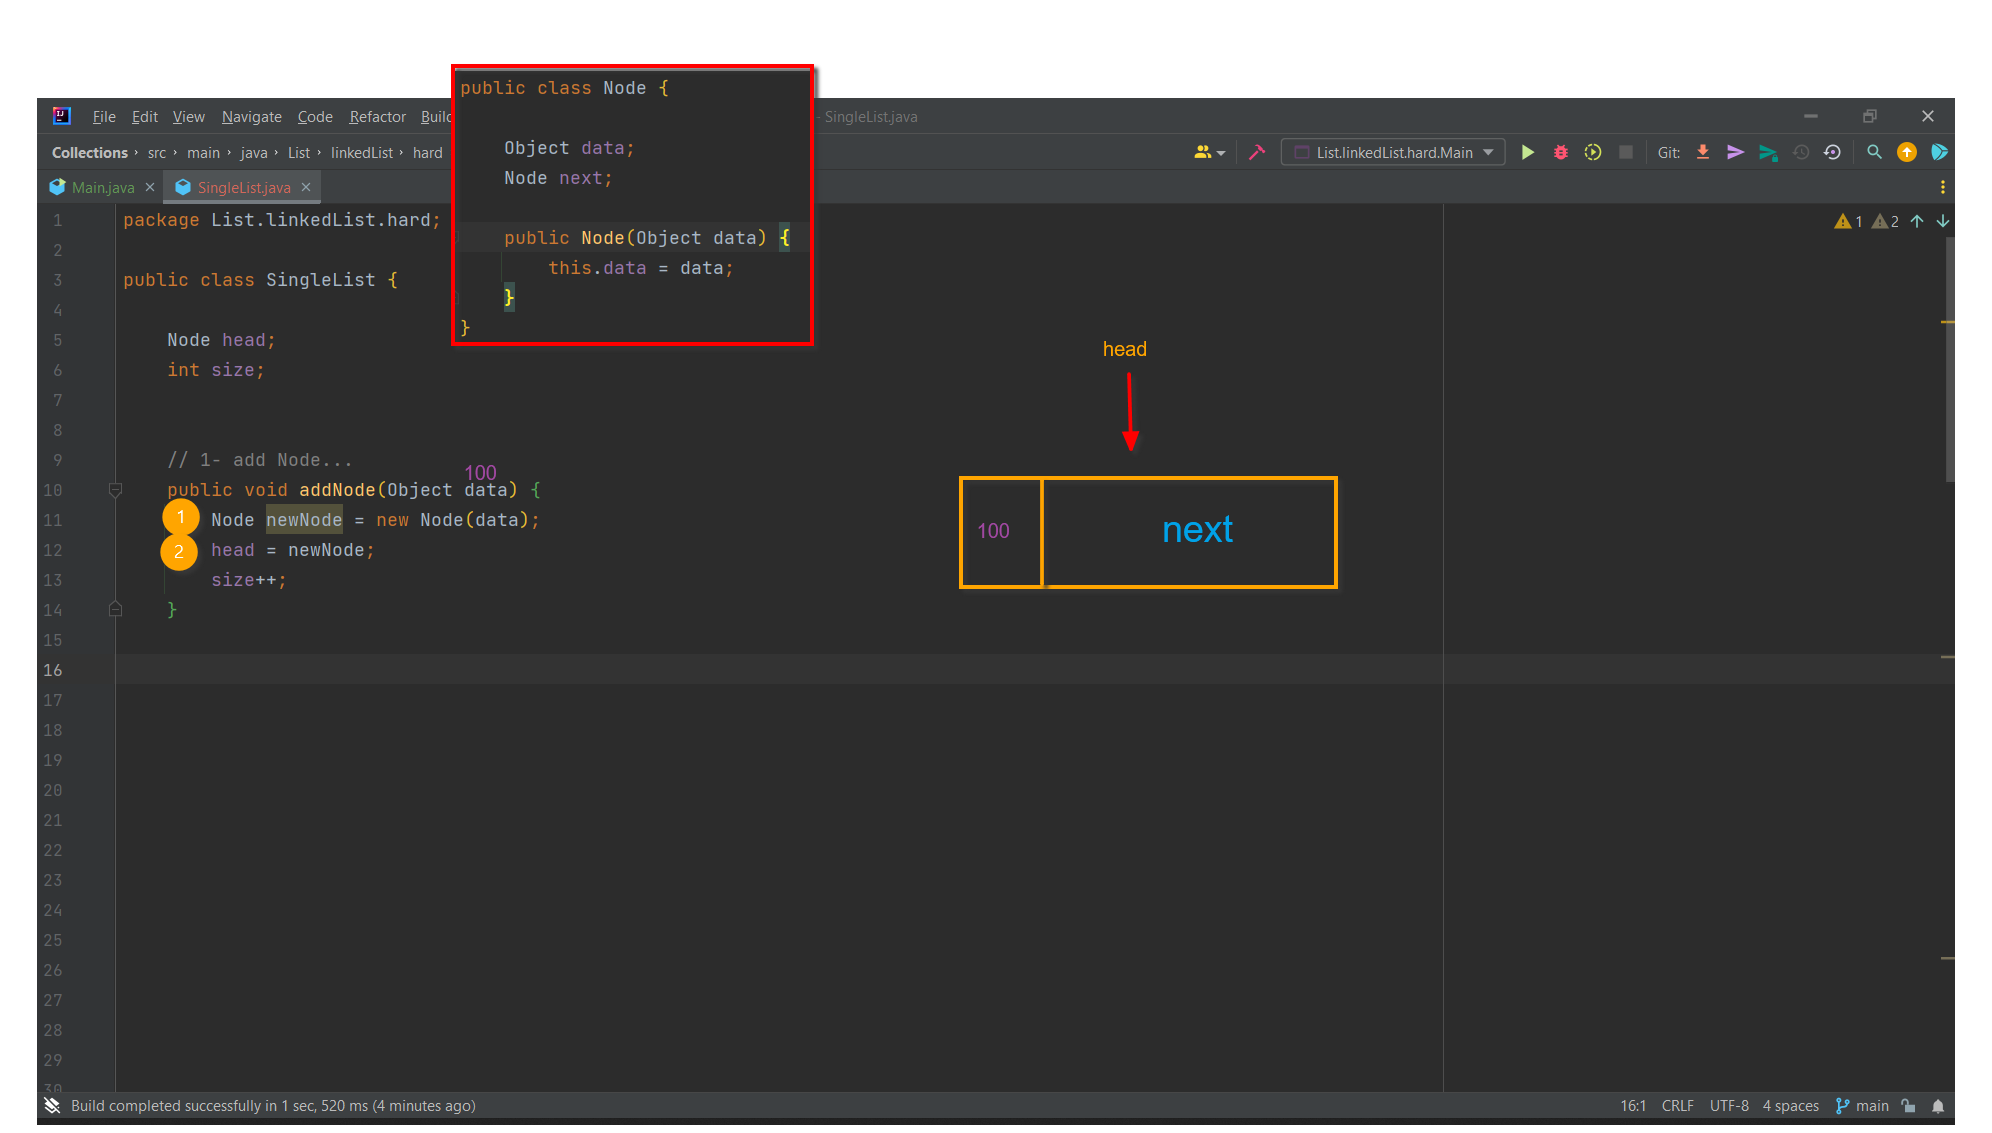 public class Node {
Object data;
Node next;
public Node(Object data) {
this.data = data;
}
}
File Edit View Navigate Code Refactor Build
- SingleList.java
Collections › src › main › java › List › linkedList › hard
List.linkedList.hard.Main
Git:
Main.java
SingleList.java
1 package List.linkedList.hard;
1 2
2
3 public class SingleList {
4
5 Node head;
6 int size;
7
8
9 // 1- add Node...
100
10 public void addNode(Object data) {
1
11 Node newNode = new Node(data);
2
12 head = newNode;
13 size++;
14 }
15
16
17
18
19
20
21
22
23
24
25
26
27
28
29
30
head
100 next
Build completed successfully in 1 sec, 520 ms (4 minutes ago)
16:1 CRLF UTF-8 4 spaces main